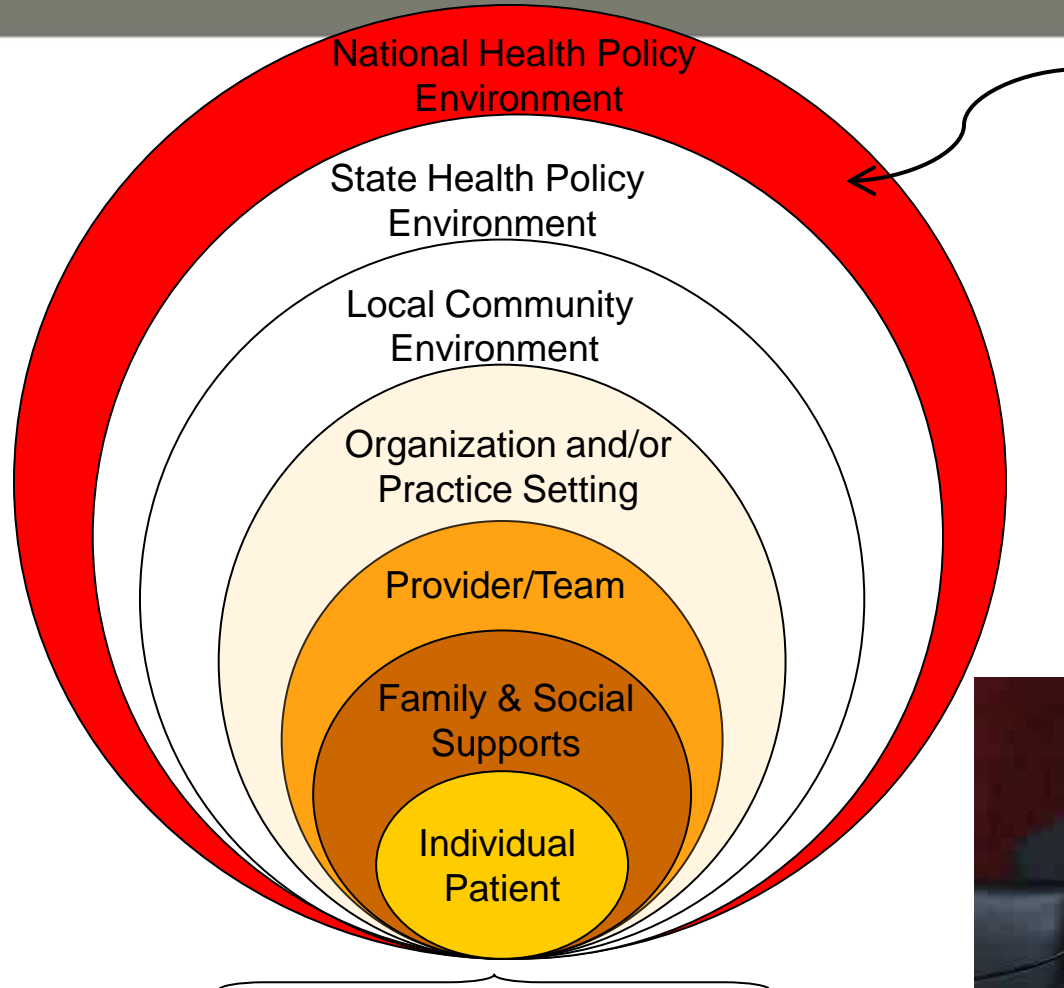 National Health Policy
Environment
State Health Policy
Environment
Local Community
Environment
Organization and/or
Practice Setting
Provider/Team
Family & Social
Supports
Individual
Patient